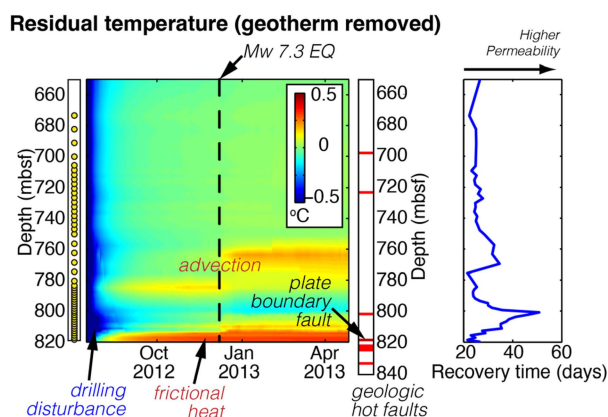 Residual temperature (geotherm removed)
Mw 7.3 EQ
Higher
Permeability
660
680
700
720
740
760
780
800
820
Depth (mbsf)
0.5
−0.5
ºC
advection
plate
boundary
fault
Oct
2012
Jan
2013
Apr
2013
drilling
disturbance
frictional
heat
660
680
700
720
740
760
780
800
820
840
Depth (mbsf)
geologic
hot faults
20
40
60
Recovery time (days)